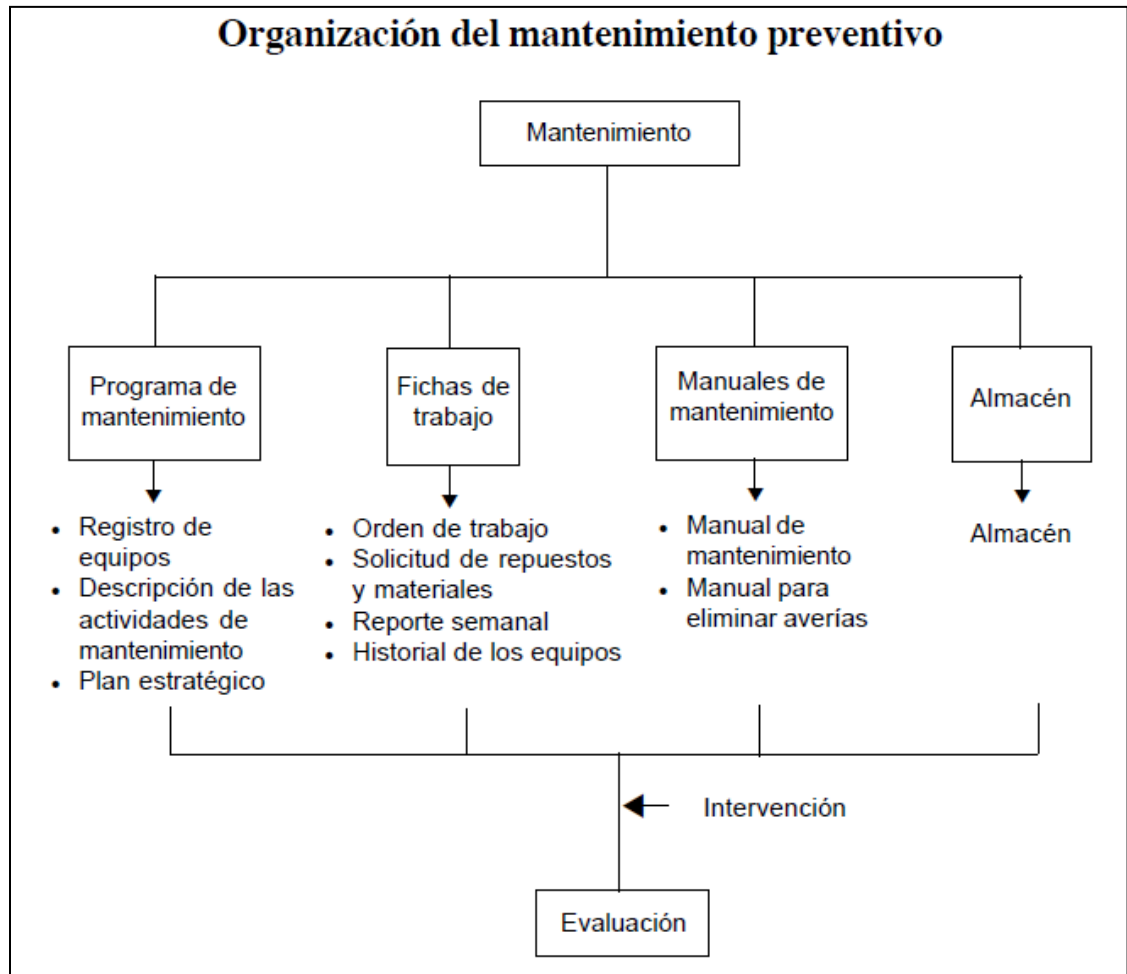 Organización del mantenimiento preventivo
Mantenimiento
Programa de
mantenimiento
Fichas de
trabajo
Manuales de
mantenimiento
Almacén
• Registro de
equipos
• Descripción de las
actividades de
mantenimiento
• Plan estratégico
• Orden de trabajo
• Solicitud de repuestos
y materiales
• Reporte semanal
• Historial de los equipos
• Manual de
mantenimiento
• Manual para
eliminar averías
Almacén
Intervención
Evaluación